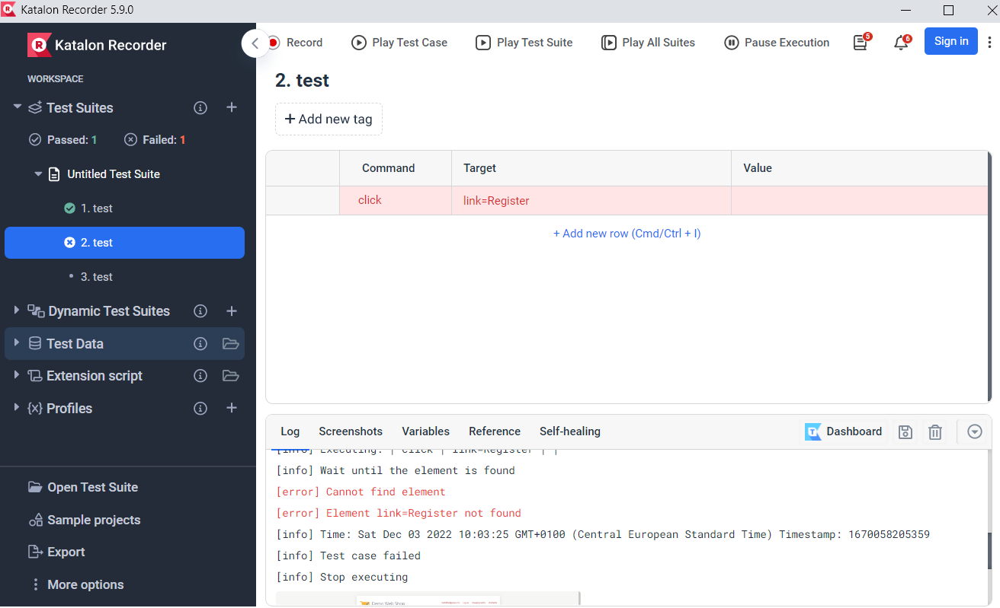 Katalon Recorder 5.9.0
Katalon Recorder
WORKSPACE
Test Suites
Passed: 1 Failed: 1
Untitled Test Suite
1. test
2. test
3. test
Dynamic Test Suites
Test Data
Extension script
{x} Profiles
Open Test Suite
Sample projects
Export
More options
Record Play Test Case Play Test Suite Play All Suites Pause Execution 5 6 Sign in
2. test
+ Add new tag
Command Target Value
click link=Register
+ Add new row (Cmd/Ctrl + I)
Log Screenshots Variables Reference Self-healing Dashboard
[info] Executing: | click | link=Register | |
[info] Wait until the element is found
[error] Cannot find element
[error] Element link=Register not found
[info] Time: Sat Dec 03 2022 10:03:25 GMT+0100 (Central European Standard Time) Timestamp: 1670058205359
[info] Test case failed
[info] Stop executing
Demo Web Shop